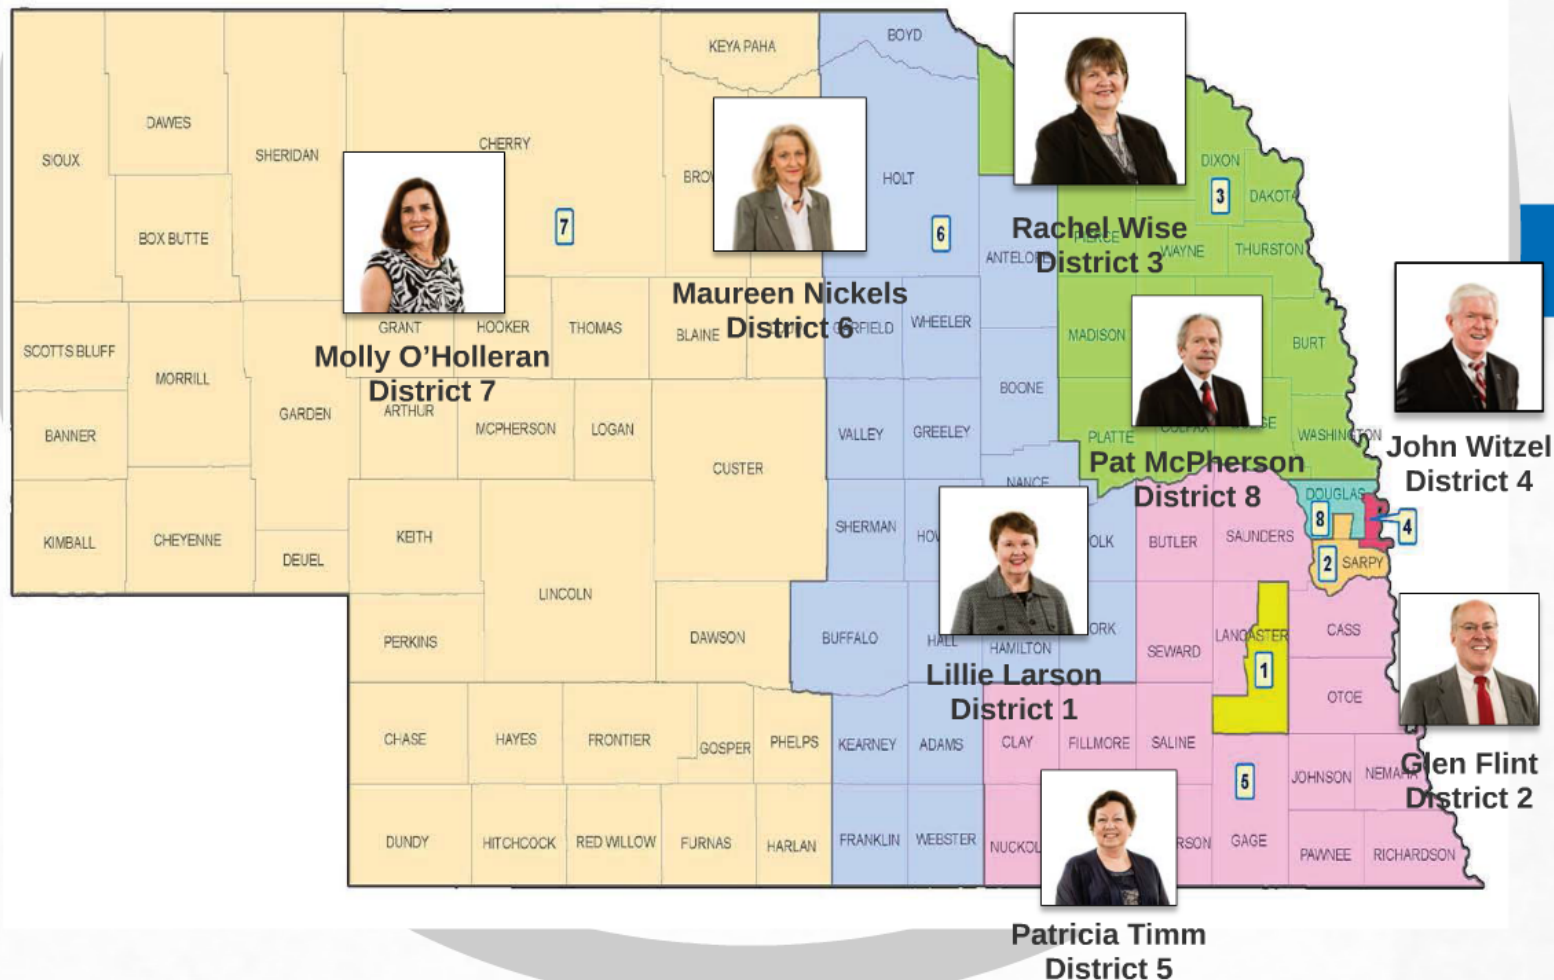 KEYA PAHA
BOYD
DAWES
SIOUX
SHERIDAN
CHERRY
HOLT
DIXON
3
DAKOTA
BOX BUTTE
7
6
Rachel Wise
District 3
PIERCE
WAYNE
THURSTON
ANTELOPE
Maureen Nickels
District 6
GRANT
HOOKER
THOMAS
BLAINE
WHEELER
MADISON
BURT
SCOTTS BLUFF
MORRILL
Molly O’Holleran
District 7
BOONE
GARDEN
ARTHUR
MCPHERSON
LOGAN
BANNER
VALLEY
GREELEY
PLATTE
WASHINGTON
John Witzel
District 4
CUSTER
Pat McPherson
District 8
NANCE
DOUGLAS
8
4
KIMBALL
CHEYENNE
DEUEL
KEITH
SHERMAN
BUTLER
SAUNDERS
2
SARPY
LINCOLN
PERKINS
DAWSON
BUFFALO
HALL
HAMILTON
SEWARD
LANCASTER
CASS
1
Lillie Larson
District 1
OTOE
CHASE
HAYES
FRONTIER
GOSPER
PHELPS
KEARNEY
ADAMS
CLAY
FILLMORE
SALINE
5
JOHNSON
Glen Flint
District 2
DUNDY
HITCHCOCK
RED WILLOW
FURNAS
HARLAN
FRANKLIN
WEBSTER
GAGE
PAWNEE
RICHARDSON
Patricia Timm
District 5